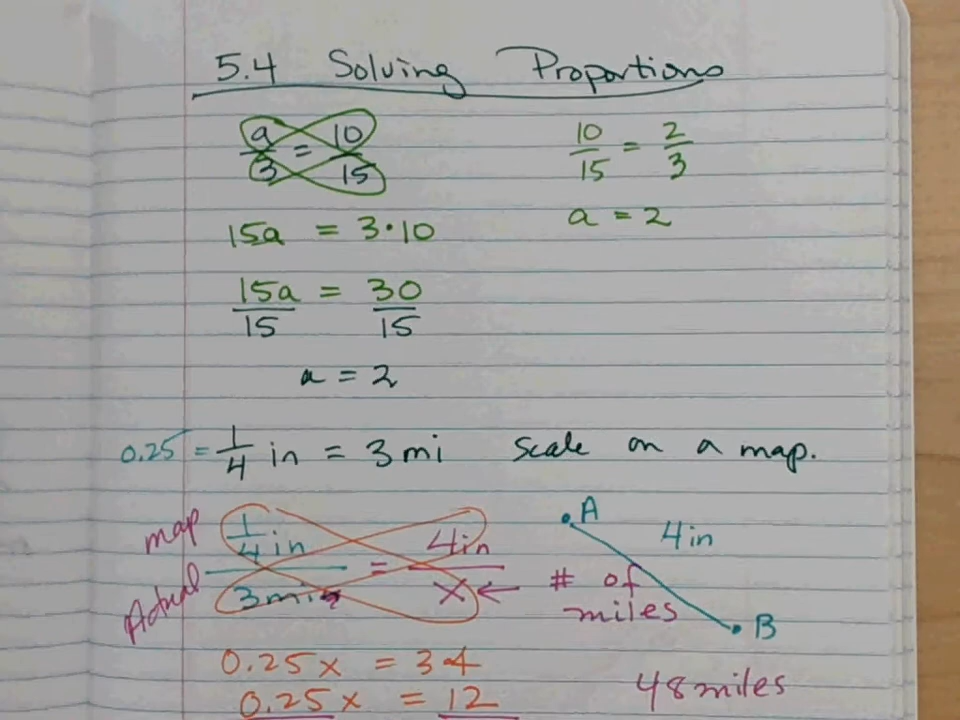 5.4 Solving Proportions
a/3 = 10/15
10/15 = 2/3
15a = 3·10
a = 2
15a/15 = 30/15
a = 2
0.25 = 1/4 in = 3 mi Scale on a map.
map
Actual
1/4 in / 3 mi = 4 in / x ← # of miles
A
4 in
B
0.25x = 3·4
0.25x = 12
48 miles